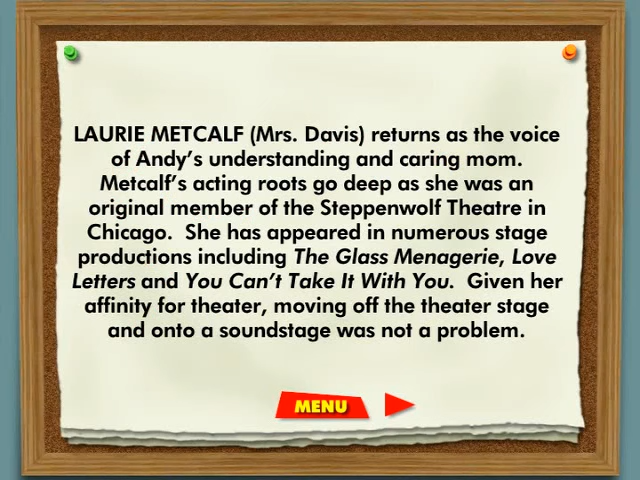 LAURIE METCALF (Mrs. Davis) returns as the voice
of Andy's understanding and caring mom.
Metcalf's acting roots go deep as she was an
original member of the Steppenwolf Theatre in
Chicago.  She has appeared in numerous stage
productions including The Glass Menagerie, Love
Letters and You Can't Take It With You.  Given her
affinity for theater, moving off the theater stage
and onto a soundstage was not a problem.
MENU